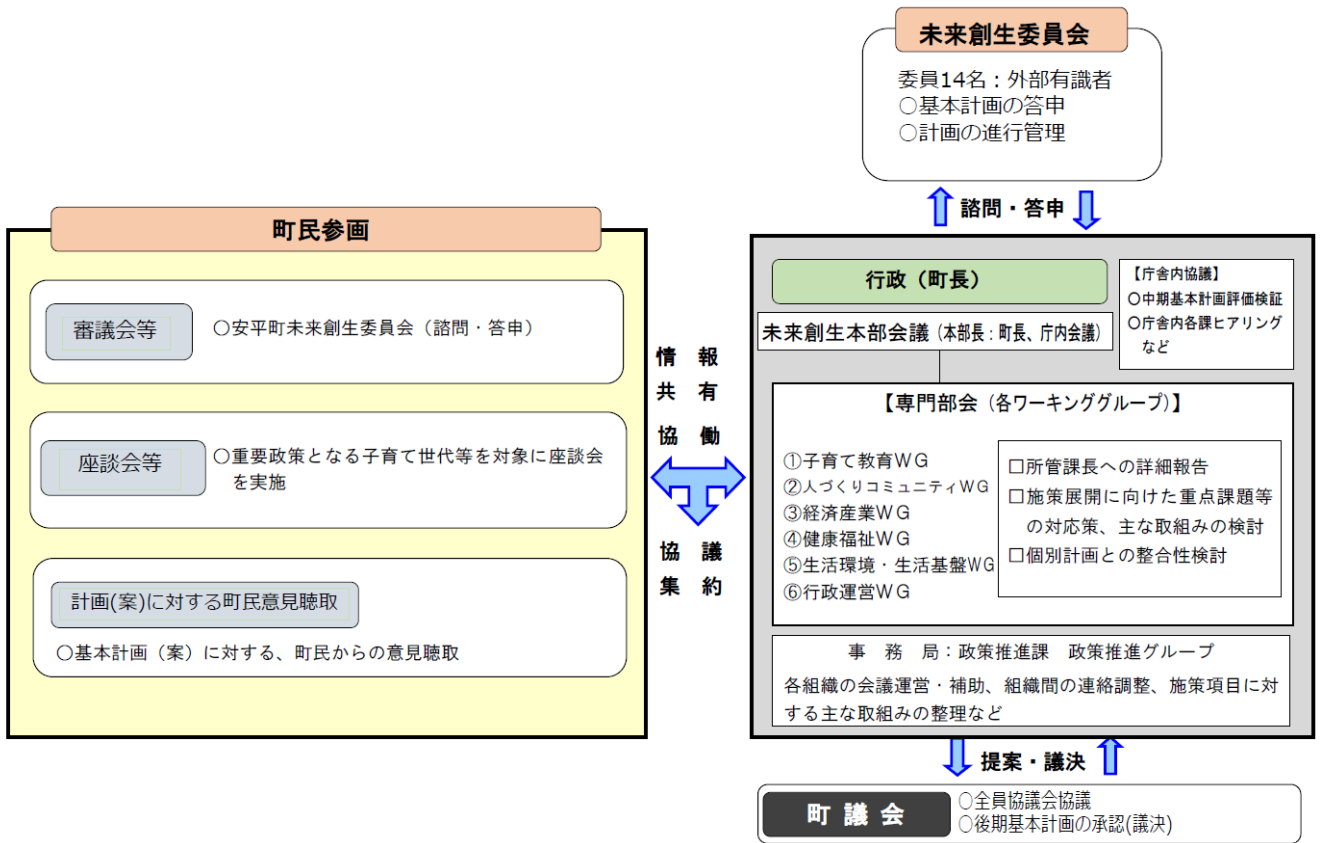 未来創生委員会
委員14名：外部有識者
○基本計画の答申
○計画の進行管理
諮問・答申
町民参画
審議会等
○安平町未来創生委員会（諮問・答申）
座談会等
○重要政策となる子育て世代等を対象に座談会
を実施
計画(案)に対する町民意見聴取
○基本計画（案）に対する、町民からの意見聴取
情 報
共 有
協 働
協 議
集 約
行政（町長）
未来創生本部会議（本部長：町長、庁内会議）
【庁舎内協議】
○中期基本計画評価検証
○庁舎内各課ヒアリング
など
【専門部会（各ワーキンググループ）】
①子育て教育ＷＧ
②人づくりコミュニティＷＧ
③経済産業ＷＧ
④健康福祉ＷＧ
⑤生活環境・生活基盤WG
⑥行政運営ＷＧ
□所管課長への詳細報告
□施策展開に向けた重点課題等
の対応策、主な取組みの検討
□個別計画との整合性検討
事 務 局：政策推進課 政策推進グループ
各組織の会議運営・補助、組織間の連絡調整、施策項目に対
する主な取組みの整理など
提案・議決
町 議 会
○全員協議会協議
○後期基本計画の承認(議決)